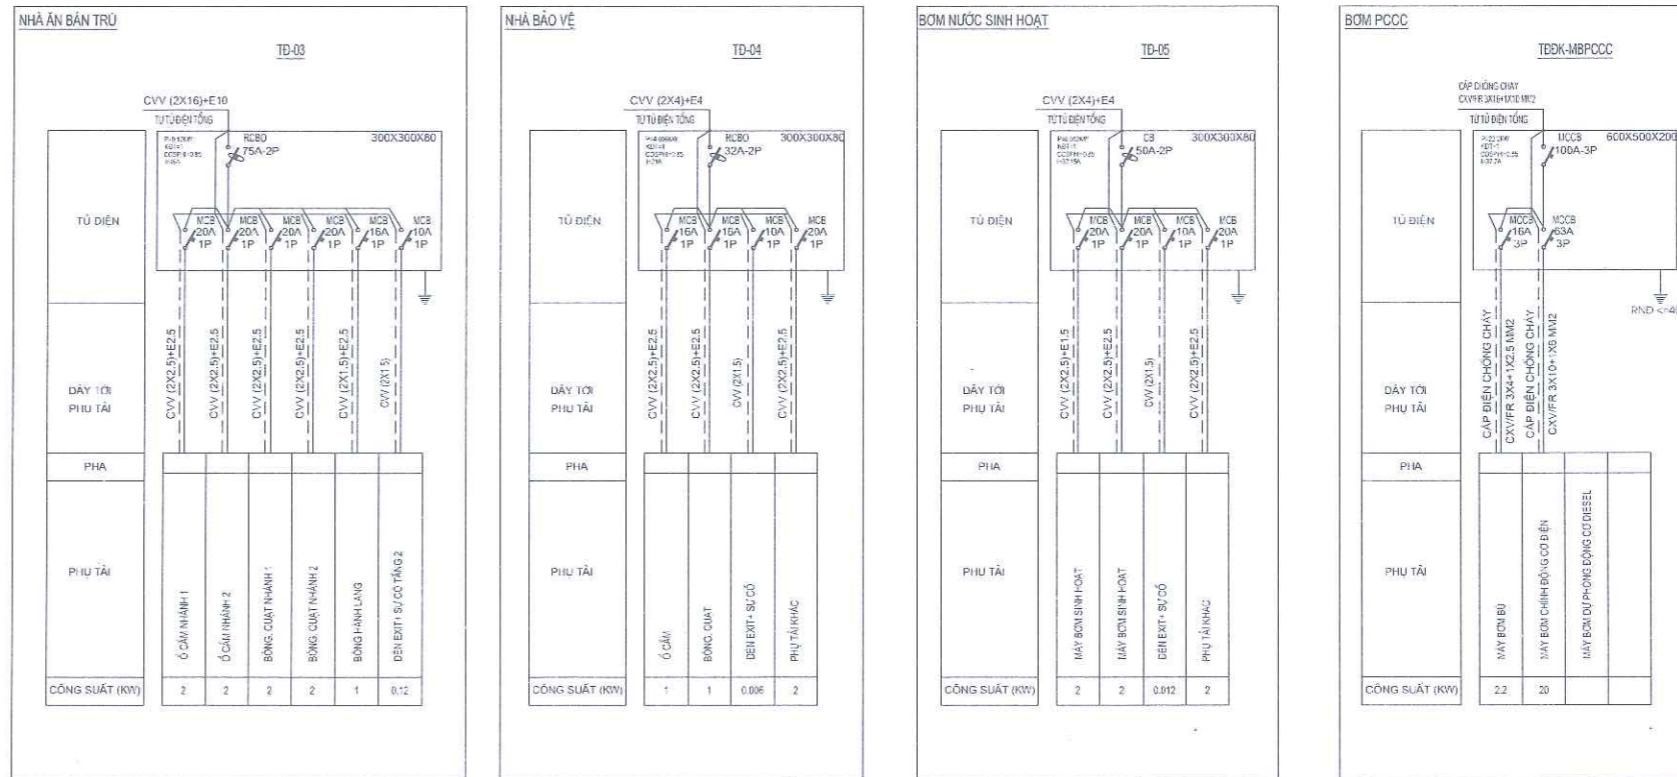 NHÀ ĂN BÁN TRÚ
TĐ-03
CVV (2X16)+E10
TỪ TỦ ĐIỆN TỔNG
RCBO
75A-2P
300X300X80
TỦ ĐIỆN
MCB 20A 1P
MCB 20A 1P
MCB 20A 1P
MCB 20A 1P
MCB 16A 1P
MCB 10A 1P
DÂY TỚI
PHỤ TẢI
CVV (2X2.5)+E2.5
CVV (2X2.5)+E2.5
CVV (2X2.5)+E2.5
CVV (2X2.5)+E2.5
CVV (2X1.5)+E2.5
CVV (2X1.5)
PHA
PHỤ TẢI
Ổ CẮM NHÁNH 1
Ổ CẮM NHÁNH 2
BÓNG, QUẠT NHÁNH 1
BÓNG, QUẠT NHÁNH 2
BÓNG HÀNH LANG
ĐÈN EXIT+ SỰ CỐ TẦNG 2
CÔNG SUẤT (KW)
2 2 2 2 1 0.12
NHÀ BẢO VỆ
TĐ-04
CVV (2X4)+E4
TỪ TỦ ĐIỆN TỔNG
RCBO
32A-2P
300X300X80
TỦ ĐIỆN
MCB 16A 1P
MCB 16A 1P
MCB 10A 1P
MCB 20A 1P
DÂY TỚI
PHỤ TẢI
CVV (2X2.5)+E2.5
CVV (2X2.5)+E2.5
CVV (2X1.5)
CVV (2X2.5)+E2.5
PHA
PHỤ TẢI
Ổ CẮM
BÓNG, QUẠT
ĐÈN EXIT+ SỰ CỐ
PHỤ TẢI KHÁC
CÔNG SUẤT (KW)
1 1 0.006 2
BƠM NƯỚC SINH HOẠT
TĐ-05
CVV (2X4)+E4
TỪ TỦ ĐIỆN TỔNG
CB
50A-2P
300X300X80
TỦ ĐIỆN
MCB 20A 1P
MCB 20A 1P
MCB 10A 1P
MCB 20A 1P
DÂY TỚI
PHỤ TẢI
CVV (2X2.5)+E1.5
CVV (2X2.5)+E2.5
CVV (2X1.5)
CVV (2X2.5)+E2.5
PHA
PHỤ TẢI
MÁY BƠM SINH HOẠT
MÁY BƠM SINH HOẠT
ĐÈN EXIT+ SỰ CỐ
PHỤ TẢI KHÁC
CÔNG SUẤT (KW)
2 2 0.012 2
BƠM PCCC
TĐĐK-MBPCCC
CÁP CHỐNG CHÁY
CXV/FR 3X16+1X10 MM2
TỪ TỦ ĐIỆN TỔNG
MCCB
100A-3P
600X500X200
TỦ ĐIỆN
MCCB 16A 3P
MCCB 63A 3P
RND <=4
DÂY TỚI
PHỤ TẢI
CÁP ĐIỆN CHỐNG CHÁY
CXV/FR 3X4+1X2.5 MM2
CÁP ĐIỆN CHỐNG CHÁY
CXV/FR 3X10+1X6 MM2
PHA
PHỤ TẢI
MÁY BƠM BÙ
MÁY BƠM CHÍNH ĐỘNG CƠ ĐIỆN
MÁY BƠM DỰ PHÒNG ĐỘNG CƠ DIESEL
CÔNG SUẤT (KW)
2.2 20